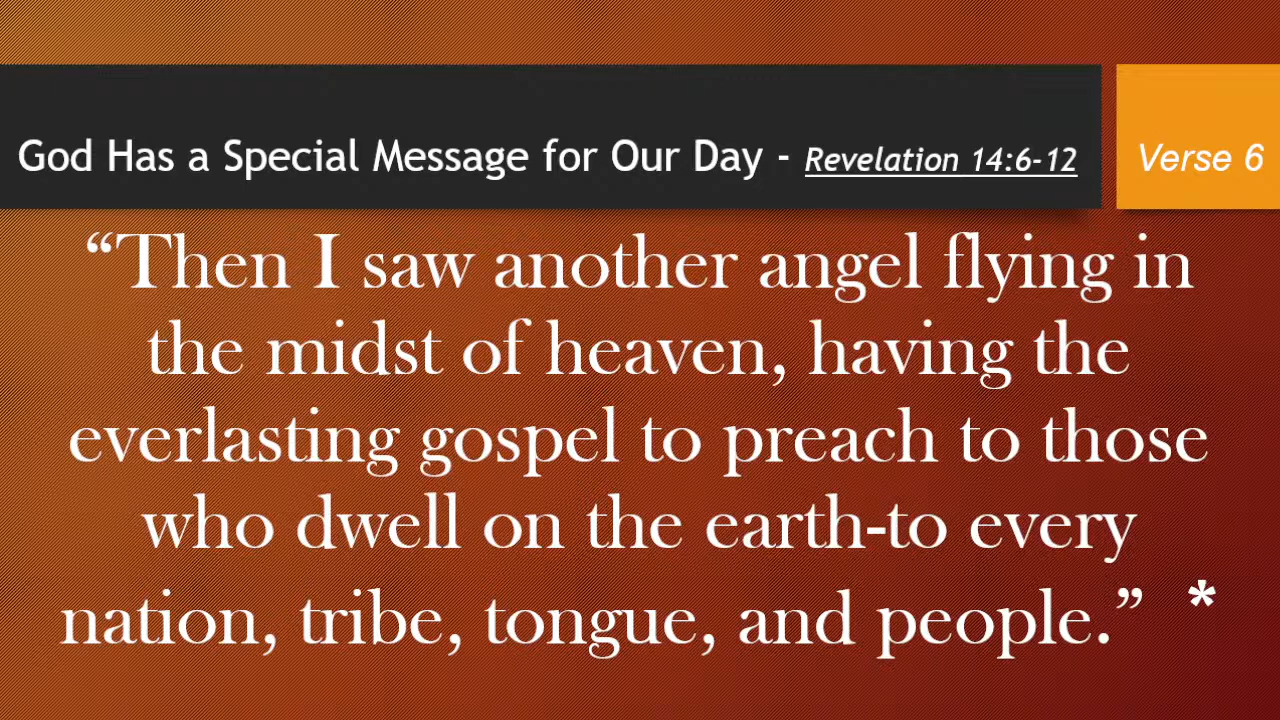 God Has a Special Message for Our Day - Revelation 14:6-12
Verse 6
“Then I saw another angel flying in
the midst of heaven, having the
everlasting gospel to preach to those
who dwell on the earth-to every
nation, tribe, tongue, and people.” *